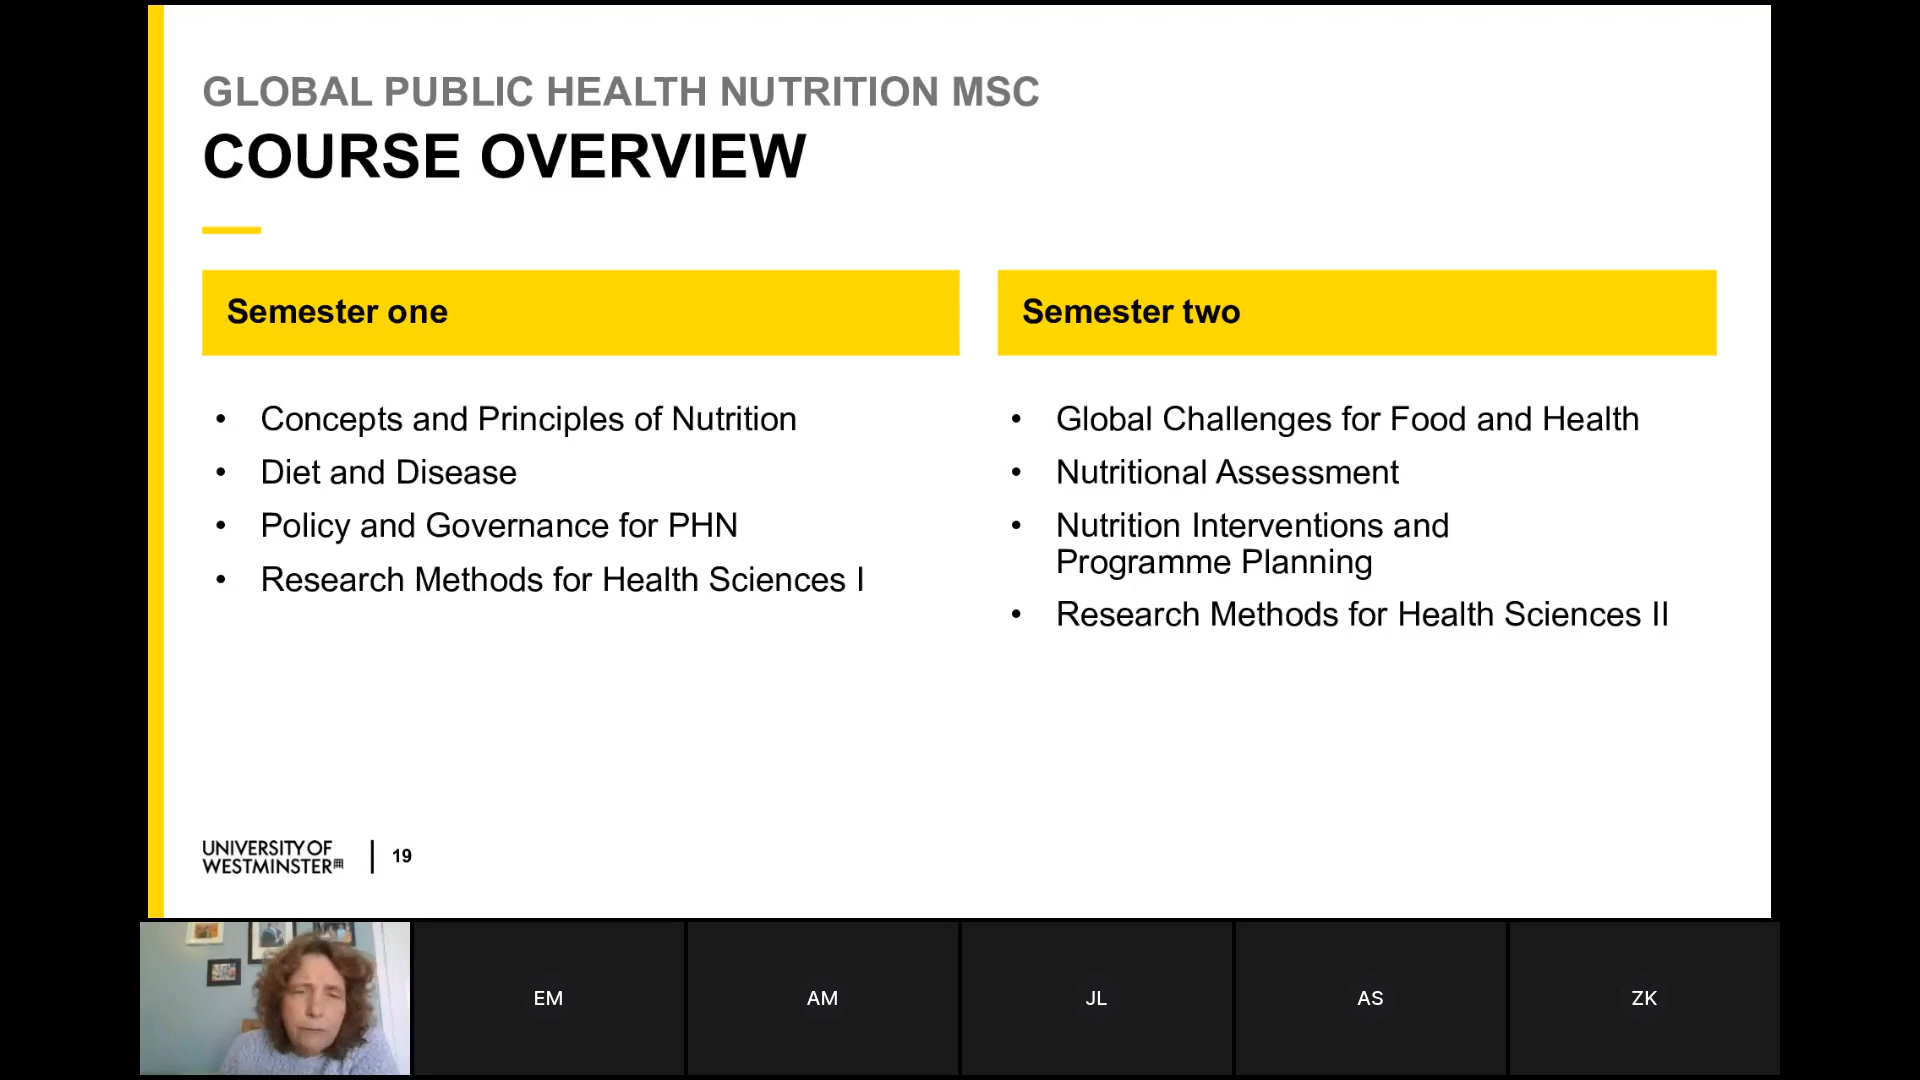 GLOBAL PUBLIC HEALTH NUTRITION MSC
COURSE OVERVIEW
Semester one
• Concepts and Principles of Nutrition
• Diet and Disease
• Policy and Governance for PHN
• Research Methods for Health Sciences I
Semester two
• Global Challenges for Food and Health
• Nutritional Assessment
• Nutrition Interventions and
Programme Planning
• Research Methods for Health Sciences II
UNIVERSITY OF
WESTMINSTER
19
EM
AM
JL
AS
ZK